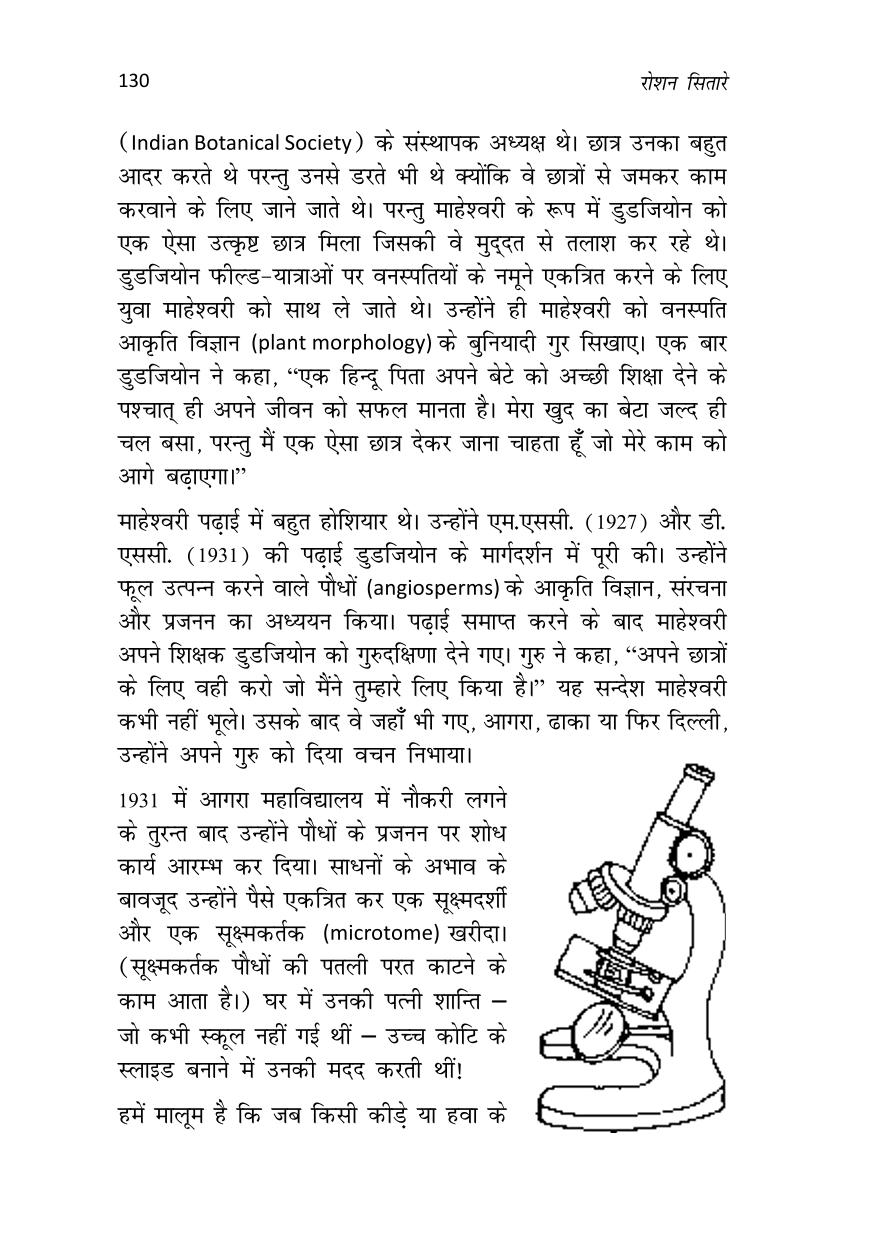 130 रोशन सितारे
(Indian Botanical Society) के संस्थापक अध्यक्ष थे। छात्र उनका बहुत
आदर करते थे परन्तु उनसे डरते भी थे क्योंकि वे छात्रों से जमकर काम
करवाने के लिए जाने जाते थे। परन्तु माहेश्वरी के रूप में डुडजियोन को
एक ऐसा उत्कृष्ट छात्र मिला जिसकी वे मुद्दत से तलाश कर रहे थे।
डुडजियोन फील्ड-यात्राओं पर वनस्पतियों के नमूने एकत्रित करने के लिए
युवा माहेश्वरी को साथ ले जाते थे। उन्होंने ही माहेश्वरी को वनस्पति
आकृति विज्ञान (plant morphology) के बुनियादी गुर सिखाए। एक बार
डुडजियोन ने कहा, “एक हिन्दू पिता अपने बेटे को अच्छी शिक्षा देने के
पश्चात् ही अपने जीवन को सफल मानता है। मेरा खुद का बेटा जल्द ही
चल बसा, परन्तु मैं एक ऐसा छात्र देकर जाना चाहता हूँ जो मेरे काम को
आगे बढ़ाएगा।”
माहेश्वरी पढ़ाई में बहुत होशियार थे। उन्होंने एम.एससी. (1927) और डी.
एससी. (1931) की पढ़ाई डुडजियोन के मार्गदर्शन में पूरी की। उन्होंने
फूल उत्पन्न करने वाले पौधों (angiosperms) के आकृति विज्ञान, संरचना
और प्रजनन का अध्ययन किया। पढ़ाई समाप्त करने के बाद माहेश्वरी
अपने शिक्षक डुडजियोन को गुरुदक्षिणा देने गए। गुरु ने कहा, “अपने छात्रों
के लिए वही करो जो मैंने तुम्हारे लिए किया है।” यह सन्देश माहेश्वरी
कभी नहीं भूले। उसके बाद वे जहाँ भी गए, आगरा, ढाका या फिर दिल्ली,
उन्होंने अपने गुरु को दिया वचन निभाया।
1931 में आगरा महाविद्यालय में नौकरी लगने
के तुरन्त बाद उन्होंने पौधों के प्रजनन पर शोध
कार्य आरम्भ कर दिया। साधनों के अभाव के
बावजूद उन्होंने पैसे एकत्रित कर एक सूक्ष्मदर्शी
और एक सूक्ष्मकर्तक (microtome) खरीदा।
(सूक्ष्मकर्तक पौधों की पतली परत काटने के
काम आता है।) घर में उनकी पत्नी शान्ति –
जो कभी स्कूल नहीं गई थीं – उच्च कोटि के
स्लाइड बनाने में उनकी मदद करती थीं!
हमें मालूम है कि जब किसी कीड़े या हवा के